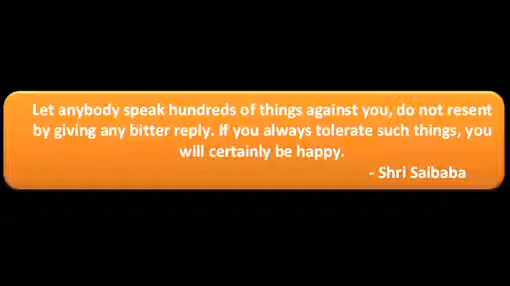 Let anybody speak hundreds of things against you, do not resent
by giving any bitter reply. If you always tolerate such things, you
will certainly be happy.
- Shri Saibaba